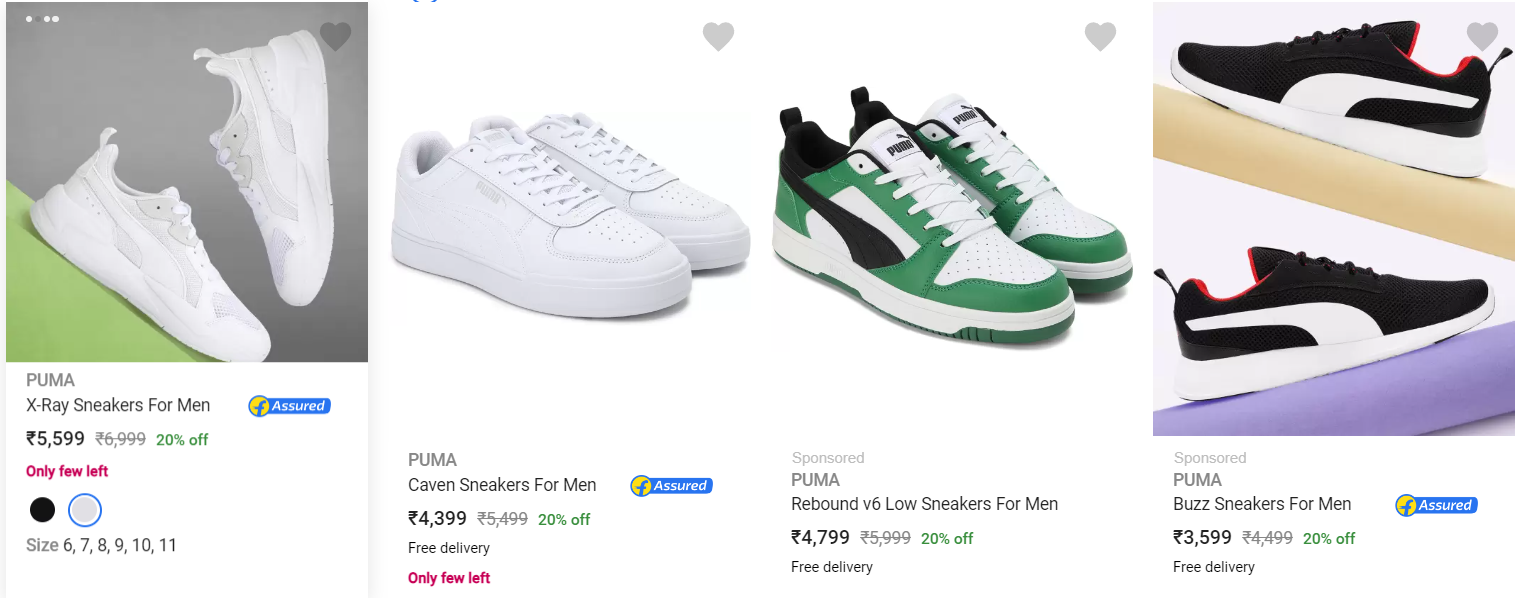 PUMA
X-Ray Sneakers For Men
Assured
₹5,599 ₹6,999 20% off
Only few left
Size 6, 7, 8, 9, 10, 11
PUMA
PUMA
Caven Sneakers For Men
Assured
₹4,399 ₹5,499 20% off
Free delivery
Only few left
PUMA
PUMA
Sponsored
PUMA
Rebound v6 Low Sneakers For Men
₹4,799 ₹5,999 20% off
Free delivery
Sponsored
PUMA
Buzz Sneakers For Men
Assured
₹3,599 ₹4,499 20% off
Free delivery